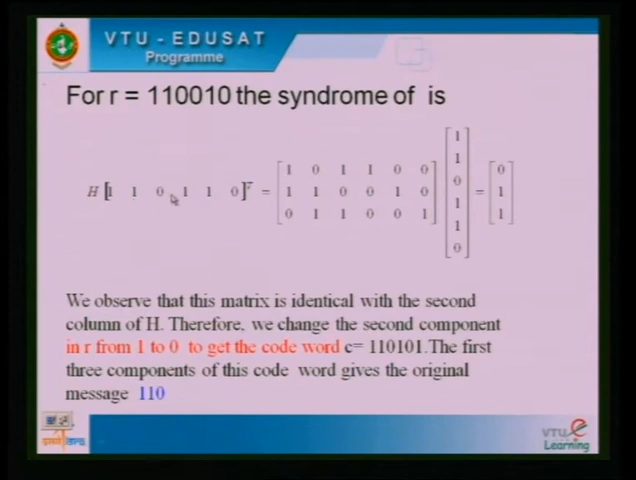 VTU - EDUSAT
Programme
For r = 110010 the syndrome of is
H [1 1 0 1 1 0]ᵀ = [1 0 1 1 0 0; 1 1 0 0 1 0; 0 1 1 0 0 1] [1; 1; 0; 1; 1; 0] = [0; 1; 1]
We observe that this matrix is identical with the second
column of H. Therefore, we change the second component
in r from 1 to 0 to get the code word c= 110101.The first
three components of this code word gives the original
message 110
VTU e
Learning